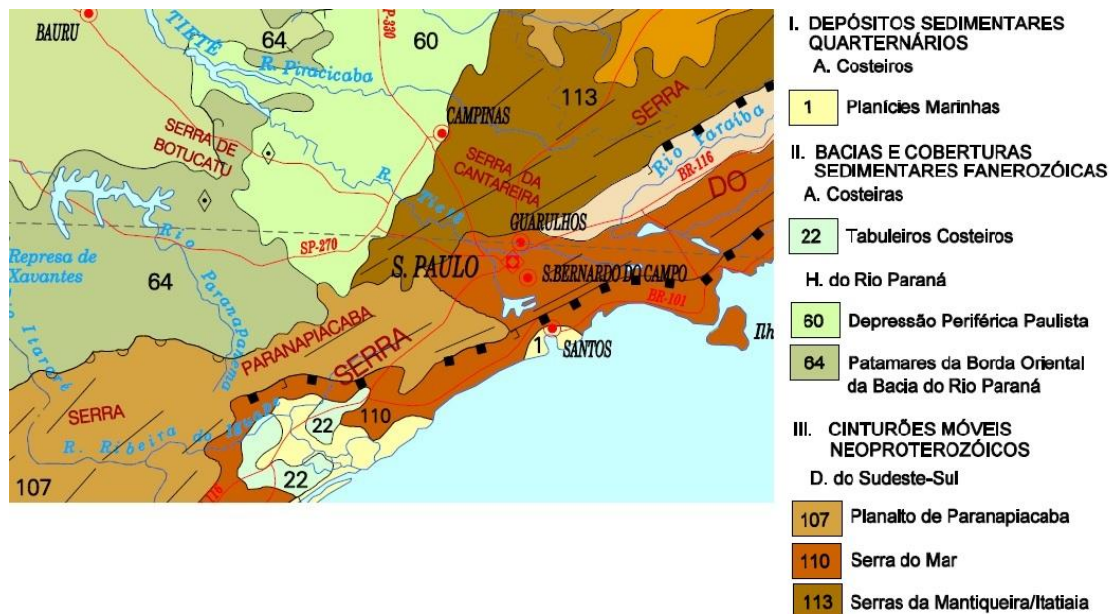 BAURU
TIETÊ
64
SP-330
60
R. Piracicaba
113
SERRA
CAMPINAS
SERRA DE
BOTUCATU
SERRA DA
CANTAREIRA
Rio Paraíba
BR-116
DO
R. Tietê
GUARULHOS
SP-270
S. PAULO
S.BERNARDO DO CAMPO
BR-101
Represa de
Xavantes
Rio Paranapanema
64
Itararé
PARANAPIACABA
SERRA
1
SANTOS
Ilh
SERRA
R. Ribeira do Iguape
22
110
22
107
116
I. DEPÓSITOS SEDIMENTARES
QUARTERNÁRIOS
A. Costeiros
1 Planícies Marinhas
II. BACIAS E COBERTURAS
SEDIMENTARES FANEROZÓICAS
A. Costeiras
22 Tabuleiros Costeiros
H. do Rio Paraná
60 Depressão Periférica Paulista
64 Patamares da Borda Oriental
da Bacia do Rio Paraná
III. CINTURÕES MÓVEIS
NEOPROTEROZÓICOS
D. do Sudeste-Sul
107 Planalto de Paranapiacaba
110 Serra do Mar
113 Serras da Mantiqueira/Itatiaia